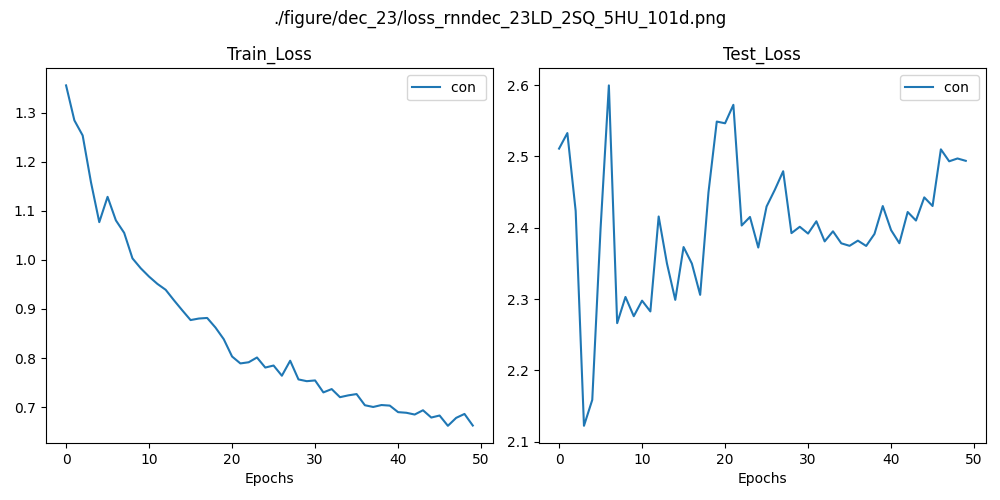 ./figure/dec_23/loss_rnndec_23LD_2SQ_5HU_101d.png
Train_Loss
con
1.3
1.2
1.1
1.0
0.9
0.8
0.7
0 10 20 30 40 50
Epochs
Test_Loss
con
2.6
2.5
2.4
2.3
2.2
2.1
0 10 20 30 40 50
Epochs